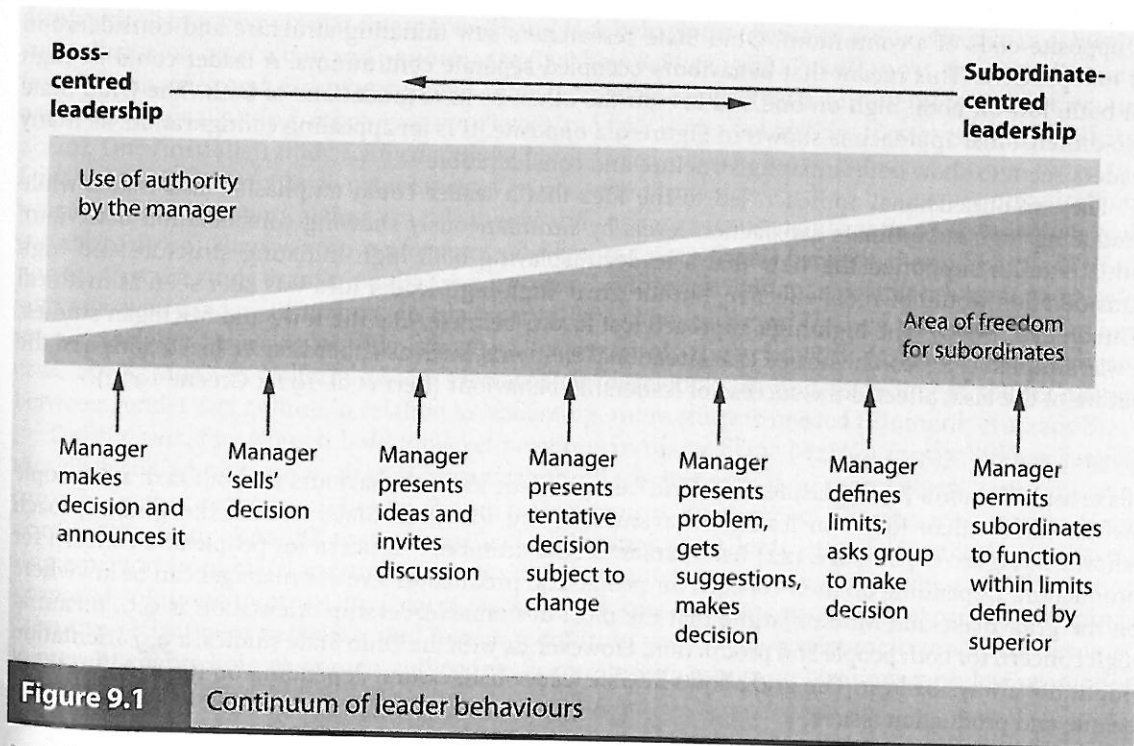 Boss-
centred
leadership
Subordinate-
centred
leadership
Use of authority
by the manager
Area of freedom
for subordinates
Manager
makes
decision and
announces it
Manager
‘sells’
decision
Manager
presents
ideas and
invites
discussion
Manager
presents
tentative
decision
subject to
change
Manager
presents
problem,
gets
suggestions,
makes
decision
Manager
defines
limits;
asks group
to make
decision
Manager
permits
subordinates
to function
within limits
defined by
superior
Figure 9.1 Continuum of leader behaviours